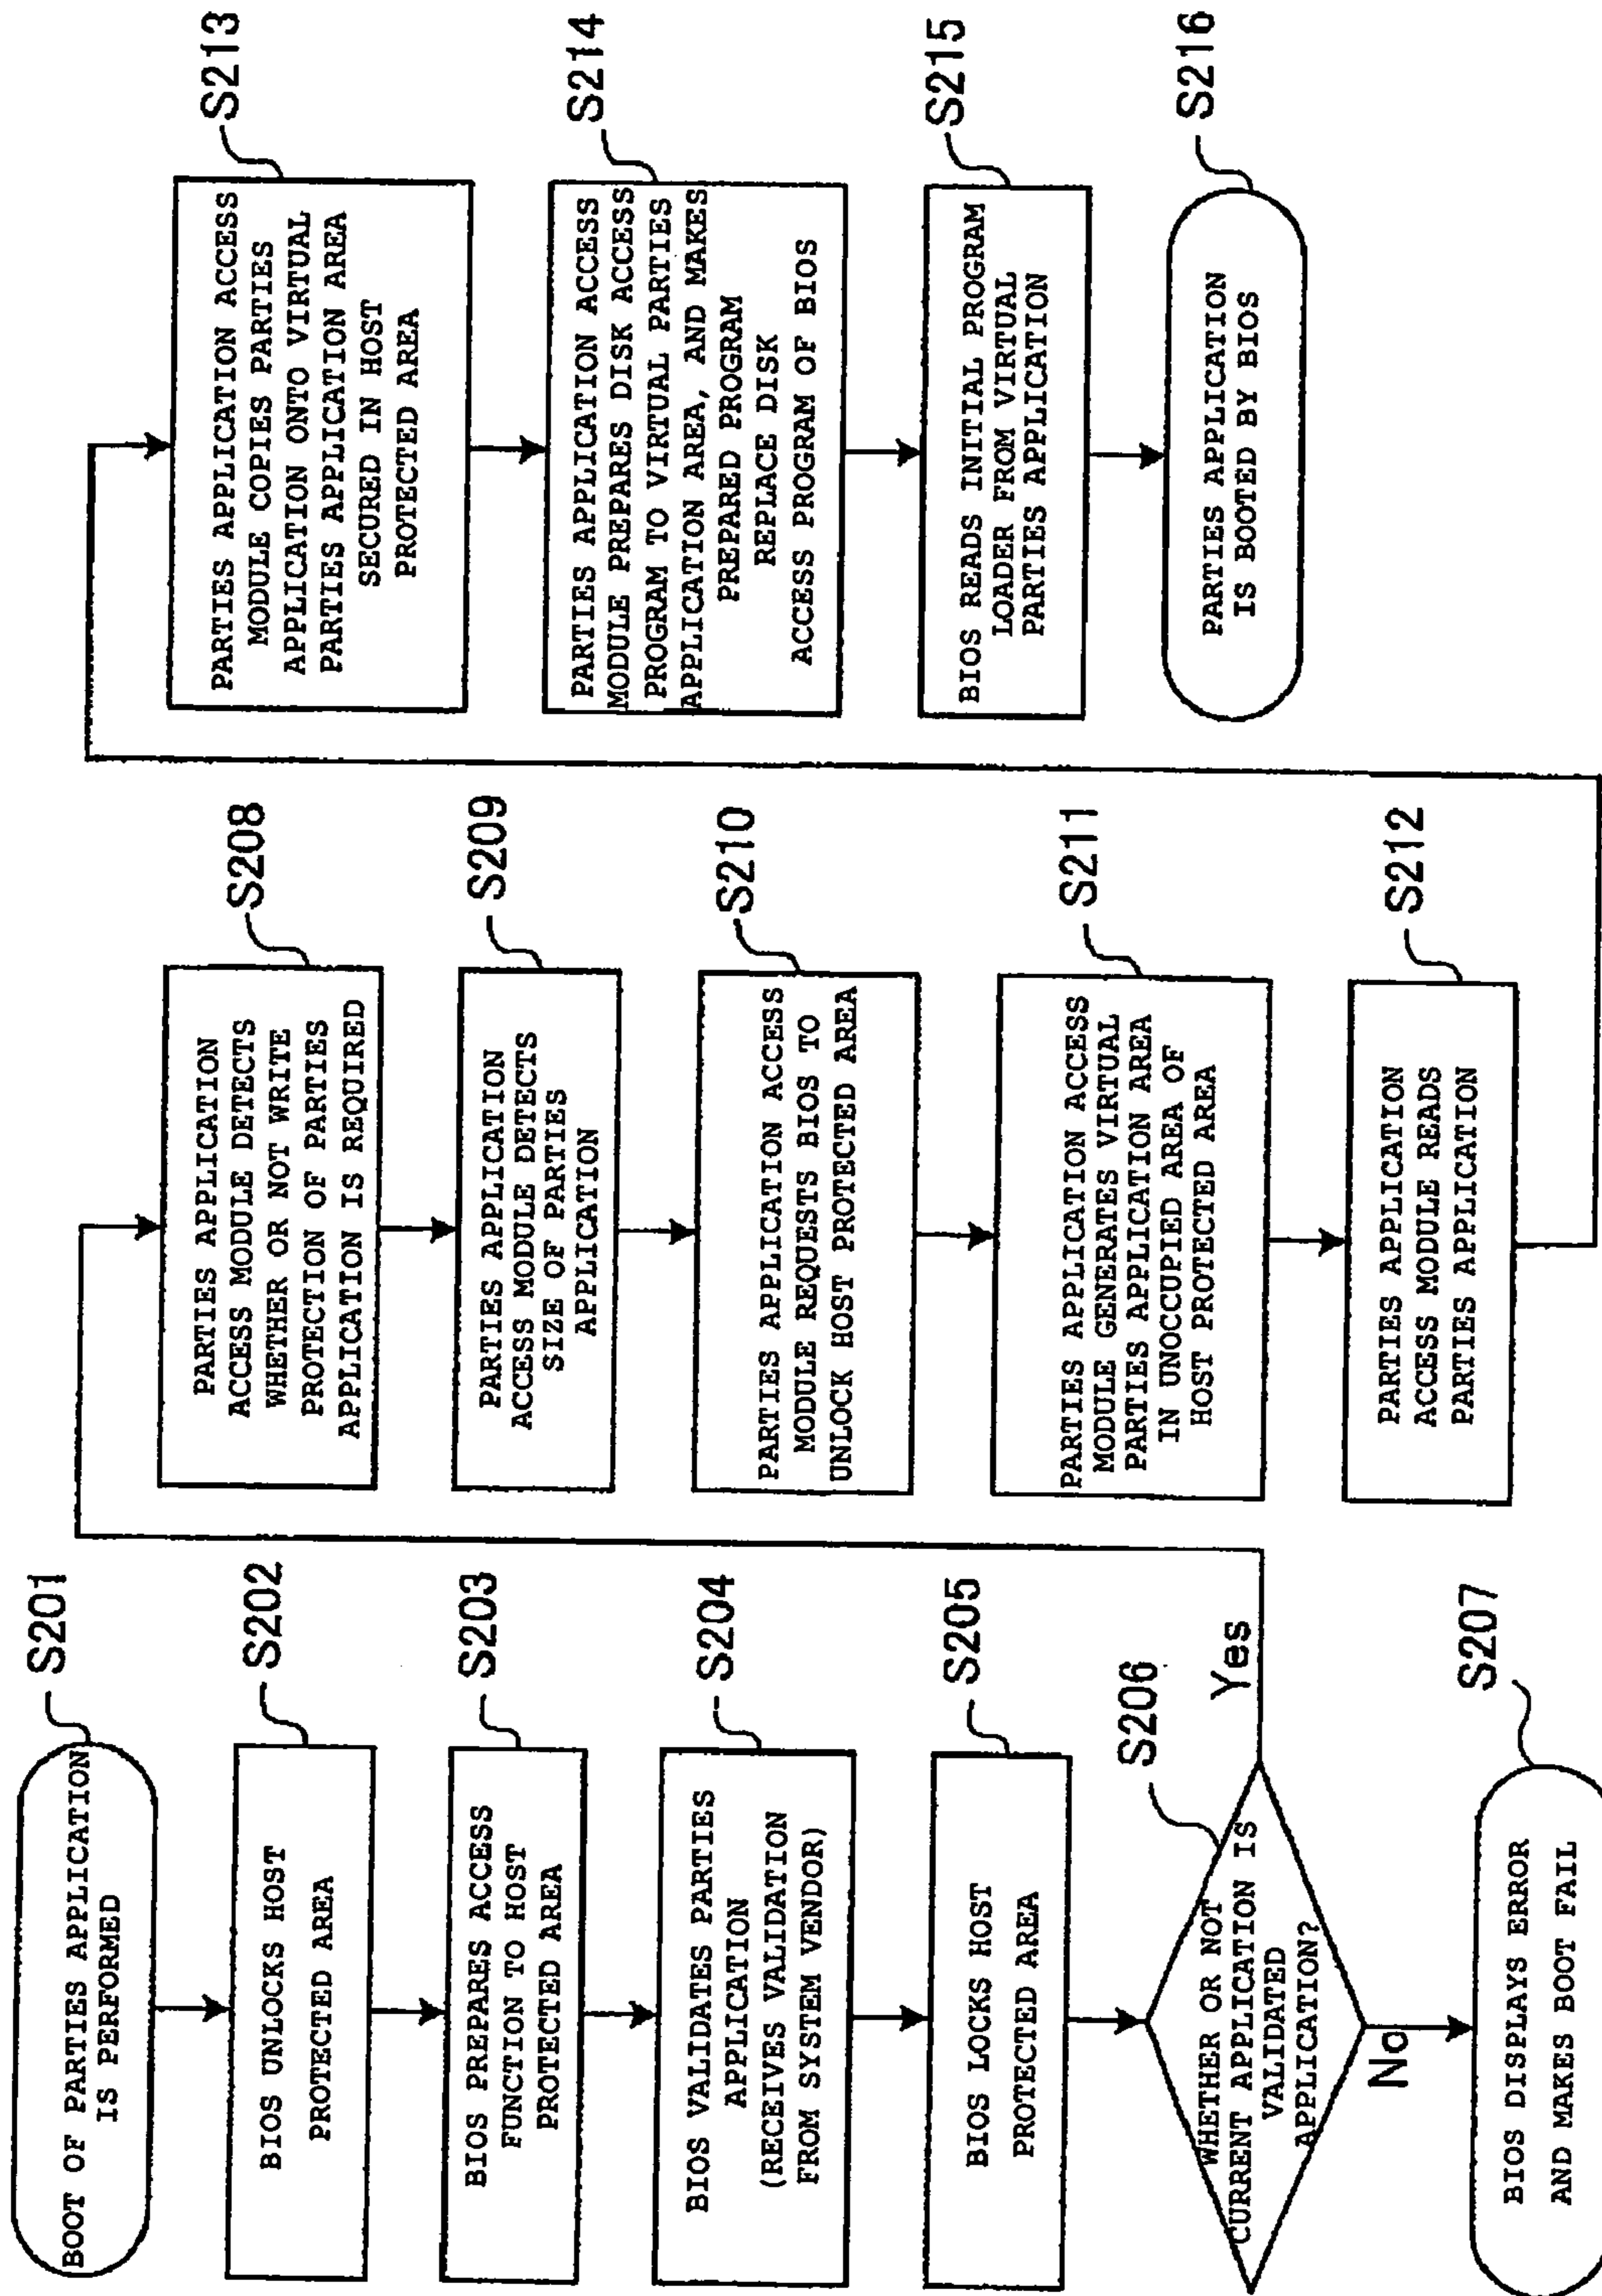 S201
BOOT OF PARTIES APPLICATION
IS PERFORMED
S202
BIOS UNLOCKS HOST
PROTECTED AREA
S203
BIOS PREPARES ACCESS
FUNCTION TO HOST
PROTECTED AREA
S204
BIOS VALIDATES PARTIES
APPLICATION
(RECEIVES VALIDATION
FROM SYSTEM VENDOR)
S205
BIOS LOCKS HOST
PROTECTED AREA
S206
WHETHER OR NOT
CURRENT APPLICATION IS
VALIDATED
APPLICATION?
Yes
No
S207
BIOS DISPLAYS ERROR
AND MAKES BOOT FAIL
S208
PARTIES APPLICATION
ACCESS MODULE DETECTS
WHETHER OR NOT WRITE
PROTECTION OF PARTIES
APPLICATION IS REQUIRED
S209
PARTIES APPLICATION
ACCESS MODULE DETECTS
SIZE OF PARTIES
APPLICATION
S210
PARTIES APPLICATION ACCESS
MODULE REQUESTS BIOS TO
UNLOCK HOST PROTECTED AREA
S211
PARTIES APPLICATION ACCESS
MODULE GENERATES VIRTUAL
PARTIES APPLICATION AREA
IN UNOCCUPIED AREA OF
HOST PROTECTED AREA
S212
PARTIES APPLICATION
ACCESS MODULE READS
PARTIES APPLICATION
S213
PARTIES APPLICATION ACCESS
MODULE COPIES PARTIES
APPLICATION ONTO VIRTUAL
PARTIES APPLICATION AREA
SECURED IN HOST
PROTECTED AREA
S214
PARTIES APPLICATION ACCESS
MODULE PREPARES DISK ACCESS
PROGRAM TO VIRTUAL PARTIES
APPLICATION AREA, AND MAKES
PREPARED PROGRAM
REPLACE DISK
ACCESS PROGRAM OF BIOS
S215
BIOS READS INITIAL PROGRAM
LOADER FROM VIRTUAL
PARTIES APPLICATION
S216
PARTIES APPLICATION
IS BOOTED BY BIOS